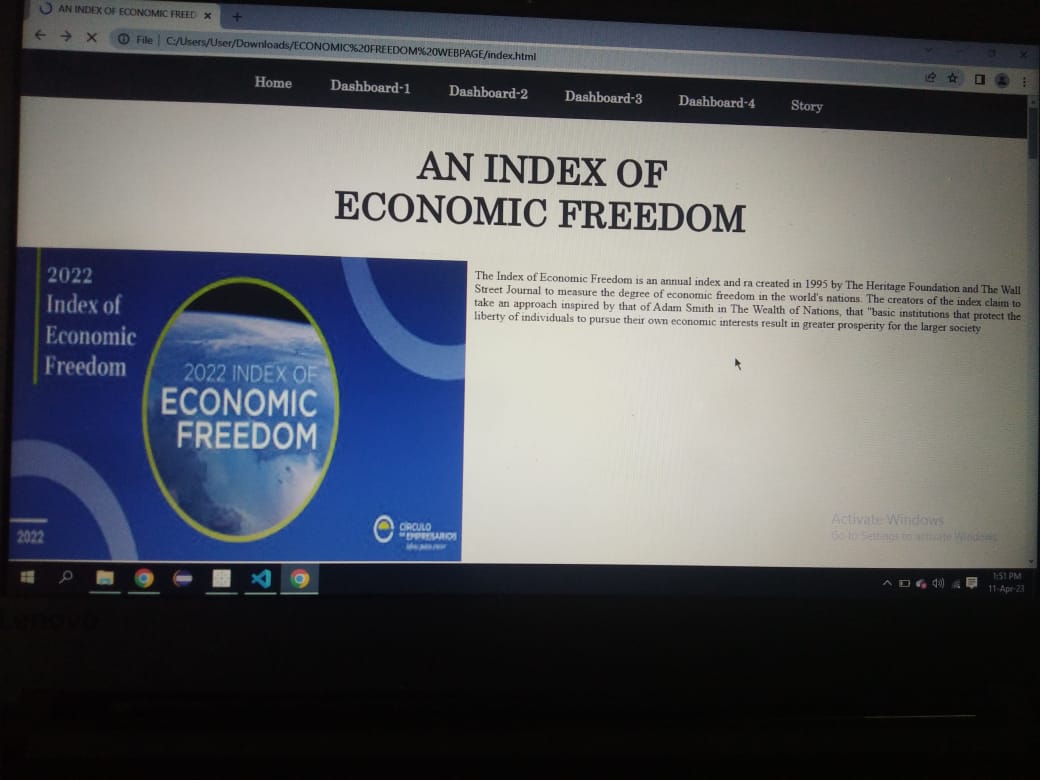 AN INDEX OF ECONOMIC FREED
File
C:/Users/User/Downloads/ECONOMIC%20FREEDOM%20WEBPAGE/index.html
Home Dashboard-1 Dashboard-2 Dashboard-3 Dashboard-4 Story
AN INDEX OF
ECONOMIC FREEDOM
2022
Index of
Economic
Freedom
2022 INDEX OF
ECONOMIC
FREEDOM
CÍRCULO
DE EMPRESARIOS
2022
The Index of Economic Freedom is an annual index and ra created in 1995 by The Heritage Foundation and The Wall
Street Journal to measure the degree of economic freedom in the world's nations. The creators of the index claim to
take an approach inspired by that of Adam Smith in The Wealth of Nations, that "basic institutions that protect the
liberty of individuals to pursue their own economic interests result in greater prosperity for the larger society
Activate Windows
Go to Settings to activate Windows.
1:51 PM
11-Apr-23
Lenovo